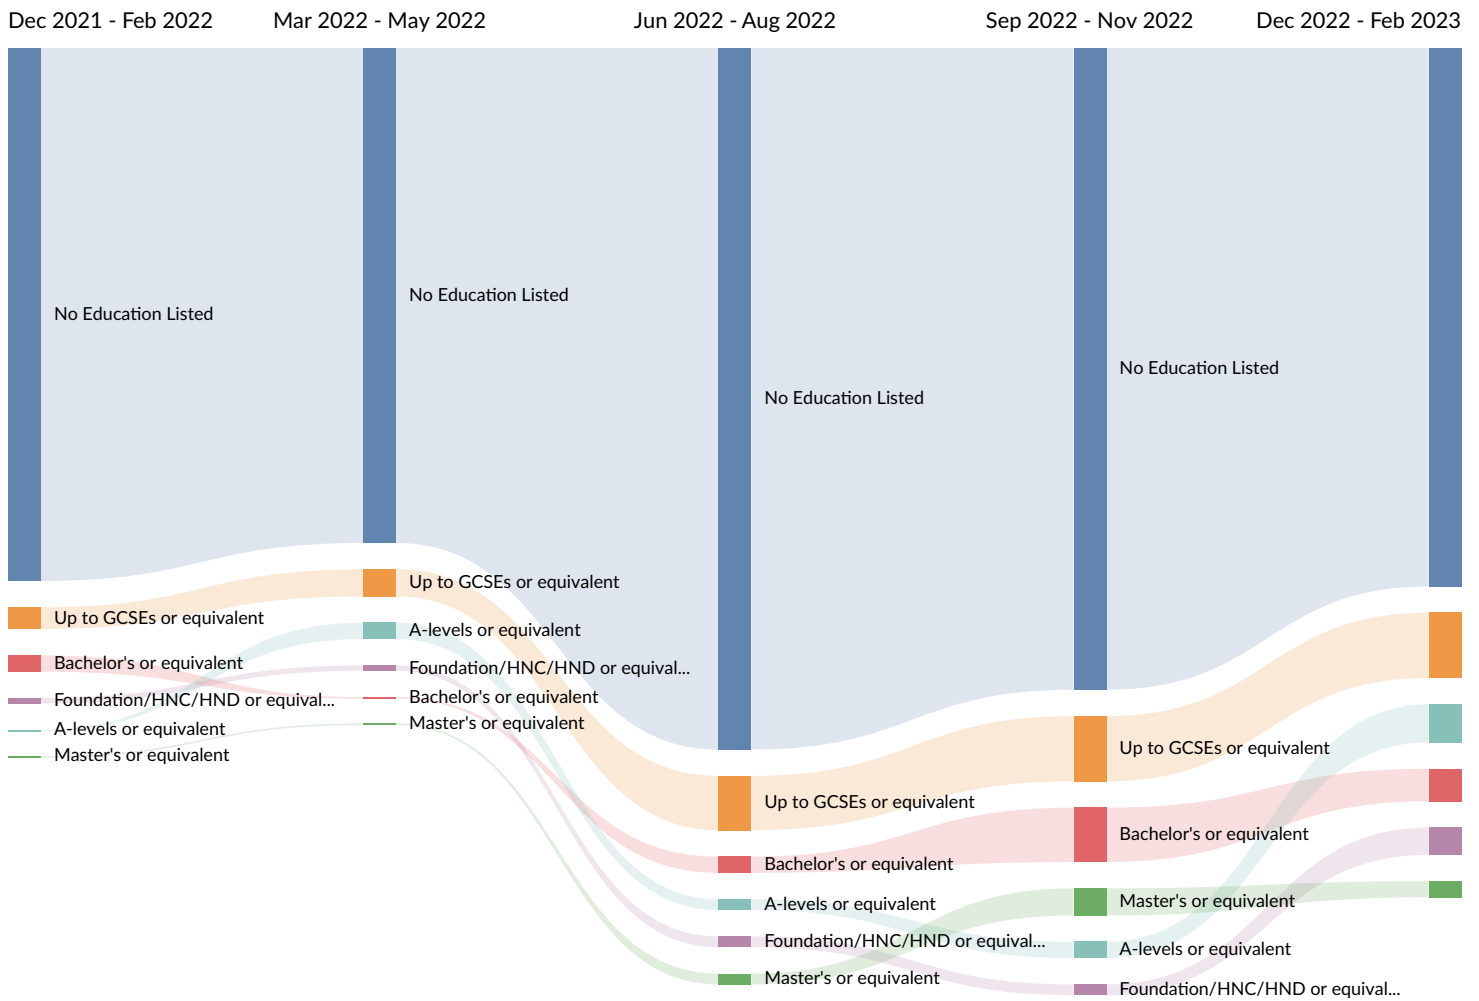 Dec 2021 - Feb 2022
Mar 2022 - May 2022
Jun 2022 - Aug 2022
Sep 2022 - Nov 2022
Dec 2022 - Feb 2023
No Education Listed
Up to GCSEs or equivalent
Bachelor's or equivalent
Foundation/HNC/HND or equival...
A-levels or equivalent
Master's or equivalent
No Education Listed
Up to GCSEs or equivalent
A-levels or equivalent
Foundation/HNC/HND or equival...
Bachelor's or equivalent
Master's or equivalent
No Education Listed
Up to GCSEs or equivalent
Bachelor's or equivalent
A-levels or equivalent
Foundation/HNC/HND or equival...
Master's or equivalent
No Education Listed
Up to GCSEs or equivalent
Bachelor's or equivalent
Master's or equivalent
A-levels or equivalent
Foundation/HNC/HND or equival...